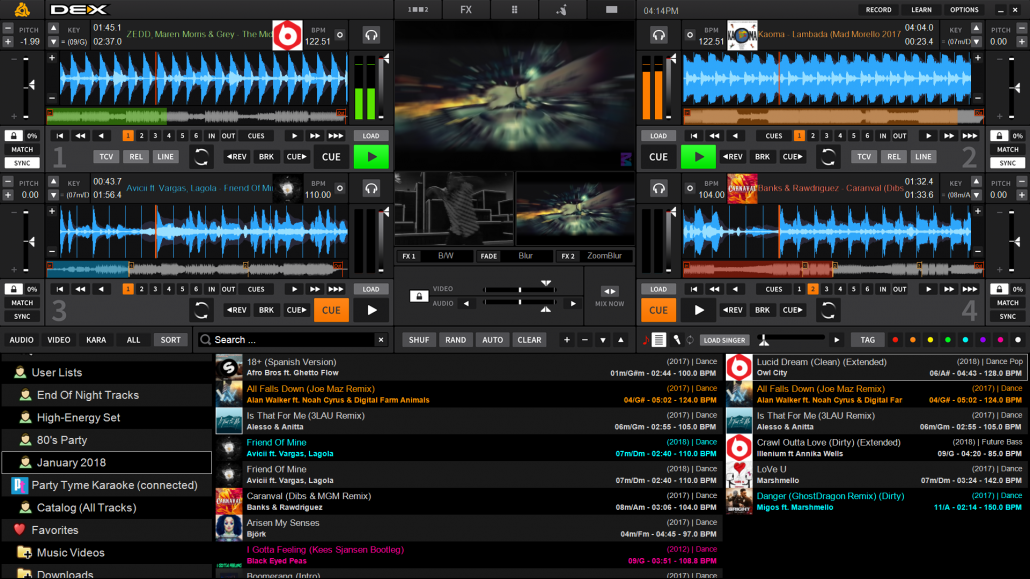 DEX
1 2
FX
04:14PM
RECORD
LEARN
OPTIONS
PITCH
-1.99
KEY
= (09/G)
01:45.1
02:37.0
ZEDD, Maren Morris & Grey - The Mid
BPM
122.51
LOAD
1 2 3 4 5 6 IN OUT CUES
0%
MATCH
SYNC
1
TCV REL LINE
◄REV BRK CUE► CUE
BPM
122.51
Kaoma - Lambada (Mad Morello 2017
04:04.0
00:23.4
KEY
= (07m/D
PITCH
0.00
LOAD
CUES 1 2 3 4 5 6 IN OUT
0%
MATCH
SYNC
CUE
◄REV BRK CUE►
TCV REL LINE
2
PITCH
0.00
KEY
= (07m/D
00:43.7
01:56.4
Avicii ft. Vargas, Lagola - Friend Of Mi
BPM
110.00
LOAD
1 2 3 4 5 6 IN OUT CUES
0%
MATCH
SYNC
3
◄REV BRK CUE► CUE
BPM
104.00
Banks & Rawdriguez - Caranval (Dibs
01:32.4
01:33.6
KEY
= (08m/A
PITCH
0.00
LOAD
CUES 1 2 3 4 5 6 IN OUT
0%
MATCH
SYNC
CUE
◄REV BRK CUE►
4
FX 1 B/W FADE Blur FX 2 ZoomBlur
VIDEO
AUDIO
MIX NOW
AUDIO VIDEO KARA ALL SORT
Search ...
SHUF RAND AUTO CLEAR
LOAD SINGER
TAG
User Lists
End Of Night Tracks
High-Energy Set
80's Party
January 2018
Party Tyme Karaoke (connected)
Catalog (All Tracks)
Favorites
Music Videos
Downloads
18+ (Spanish Version) (2017) | Dance
Afro Bros ft. Ghetto Flow 01m/G#m - 02:44 - 100.0 BPM
All Falls Down (Joe Maz Remix) (2017) | Dance
Alan Walker ft. Noah Cyrus & Digital Farm Animals 04/G# - 05:02 - 124.0 BPM
Is That For Me (3LAU Remix) (2017) | Dance
Alesso & Anitta 06m/Gm - 02:55 - 105.0 BPM
Friend Of Mine (2018) | Dance
Avicii ft. Vargas, Lagola 07m/Dm - 02:40 - 110.0 BPM
Friend Of Mine (2018) | Dance
Avicii ft. Vargas, Lagola 07m/Dm - 02:40 - 110.0 BPM
Caranval (Dibs & MGM Remix) (2017) | Dance
Banks & Rawdriguez 08m/Am - 03:06 - 104.0 BPM
Arisen My Senses (2017) | Dance
Björk 04m/Fm - 04:45 - 97.0 BPM
I Gotta Feeling (Kees Sjansen Bootleg) (2012) | Dance
Black Eyed Peas 09/G - 03:51 - 108.8 BPM
Boomerang (Intro) (2017) | Dance
Lucid Dream (Clean) (Extended) (2018) | Dance Pop
Owl City 06/A# - 04:43 - 128.0 BPM
All Falls Down (Joe Maz Remix) (2017) | Dance
Alan Walker ft. Noah Cyrus & Digital Far 04/G# - 05:02 - 124.0 BPM
Is That For Me (3LAU Remix) (2017) | Dance
Alesso & Anitta 06m/Gm - 02:55 - 105.0 BPM
Crawl Outta Love (Dirty) (Extended) (2018) | Future Bass
Illenium ft Annika Wells 09/G - 04:20 - 85.0 BPM
LoVe U (2017) | Dance
Marshmello 07m/Dm - 03:24 - 142.0 BPM
Danger (GhostDragon Remix) (Dirty) (2017) | Dance
Migos ft. Marshmello 11/A - 02:14 - 150.0 BPM